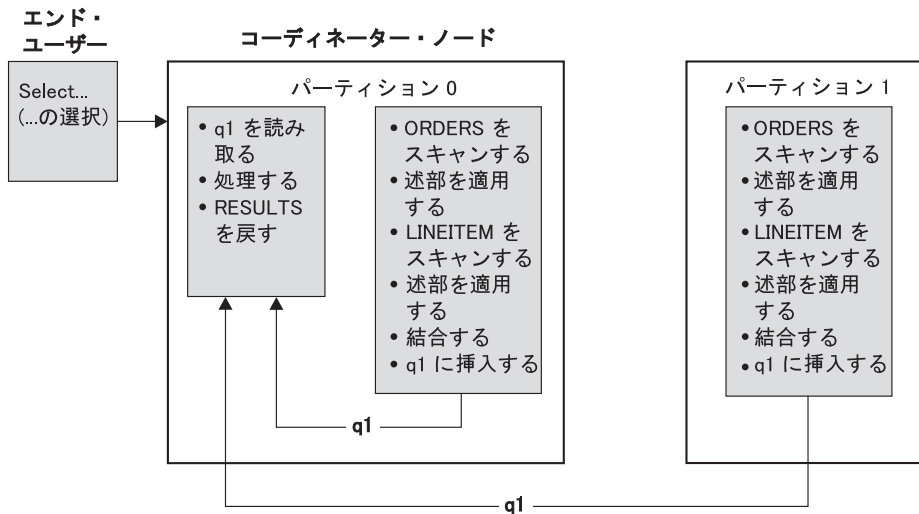 エンド・
ユーザー
コーディネーター・ノード
Select...
(...の選択)
パーティション 0
• q1 を読み
取る
• 処理する
• RESULTS
を戻す
• ORDERS を
スキャンする
• 述部を適用
する
• LINEITEM を
スキャンする
• 述部を適用
する
• 結合する
• q1 に挿入する
パーティション 1
• ORDERS を
スキャンする
• 述部を適用
する
• LINEITEM を
スキャンする
• 述部を適用
する
• 結合する
• q1 に挿入する
q1
q1